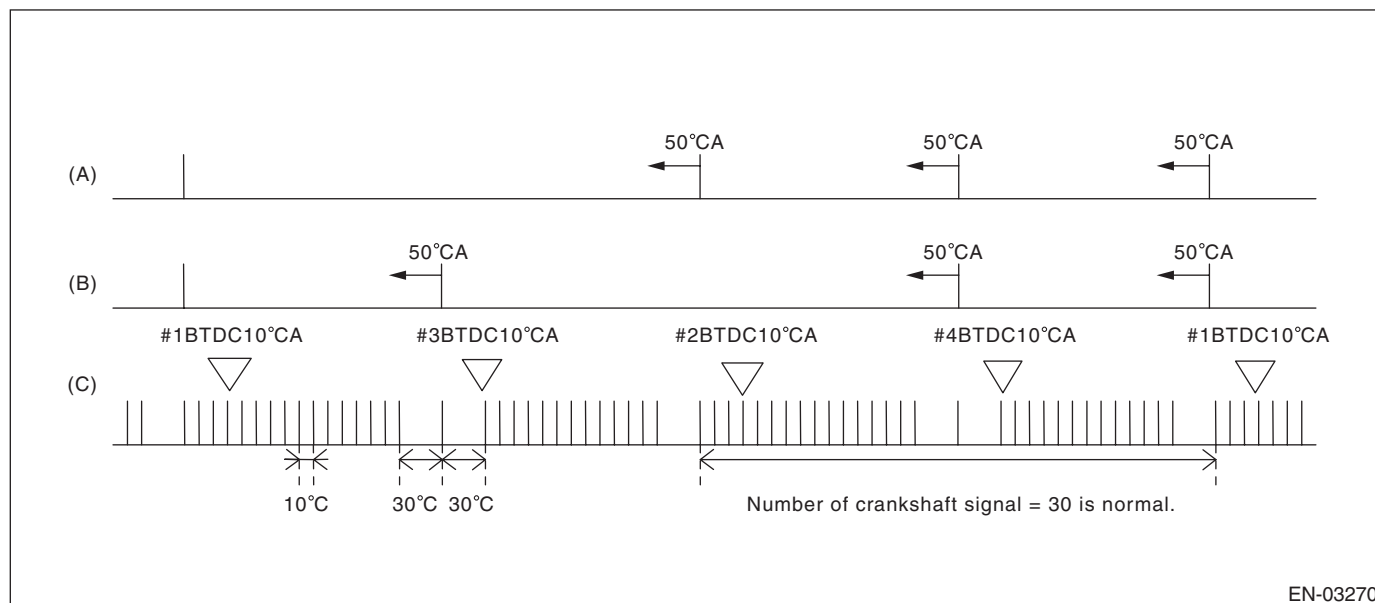 50°CA 50°CA 50°CA
(A)
50°CA 50°CA 50°CA
(B)
#1BTDC10°CA #3BTDC10°CA #2BTDC10°CA #4BTDC10°CA #1BTDC10°CA
(C)
10°C 30°C 30°C Number of crankshaft signal = 30 is normal.
EN-03270